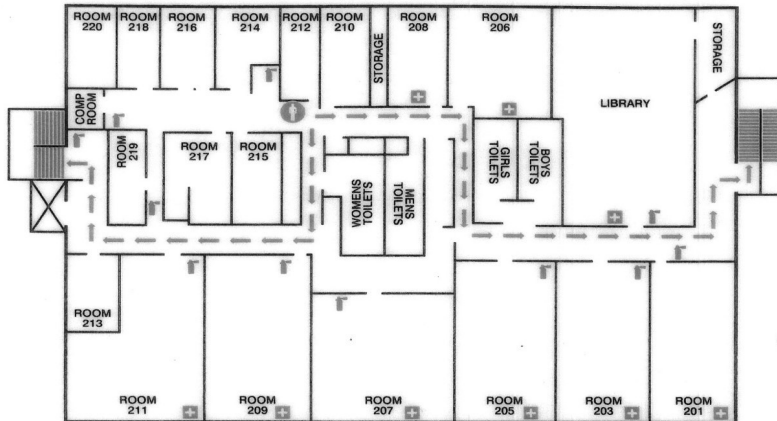 ROOM
220
ROOM
218
ROOM
216
ROOM
214
ROOM
212
ROOM
210
STORAGE
ROOM
208
ROOM
206
LIBRARY
STORAGE
COMP
ROOM
ROOM
219
ROOM
217
ROOM
215
WOMENS
TOILETS
MENS
TOILETS
GIRLS
TOILETS
BOYS
TOILETS
ROOM
213
ROOM
211
ROOM
209
ROOM
207
ROOM
205
ROOM
203
ROOM
201